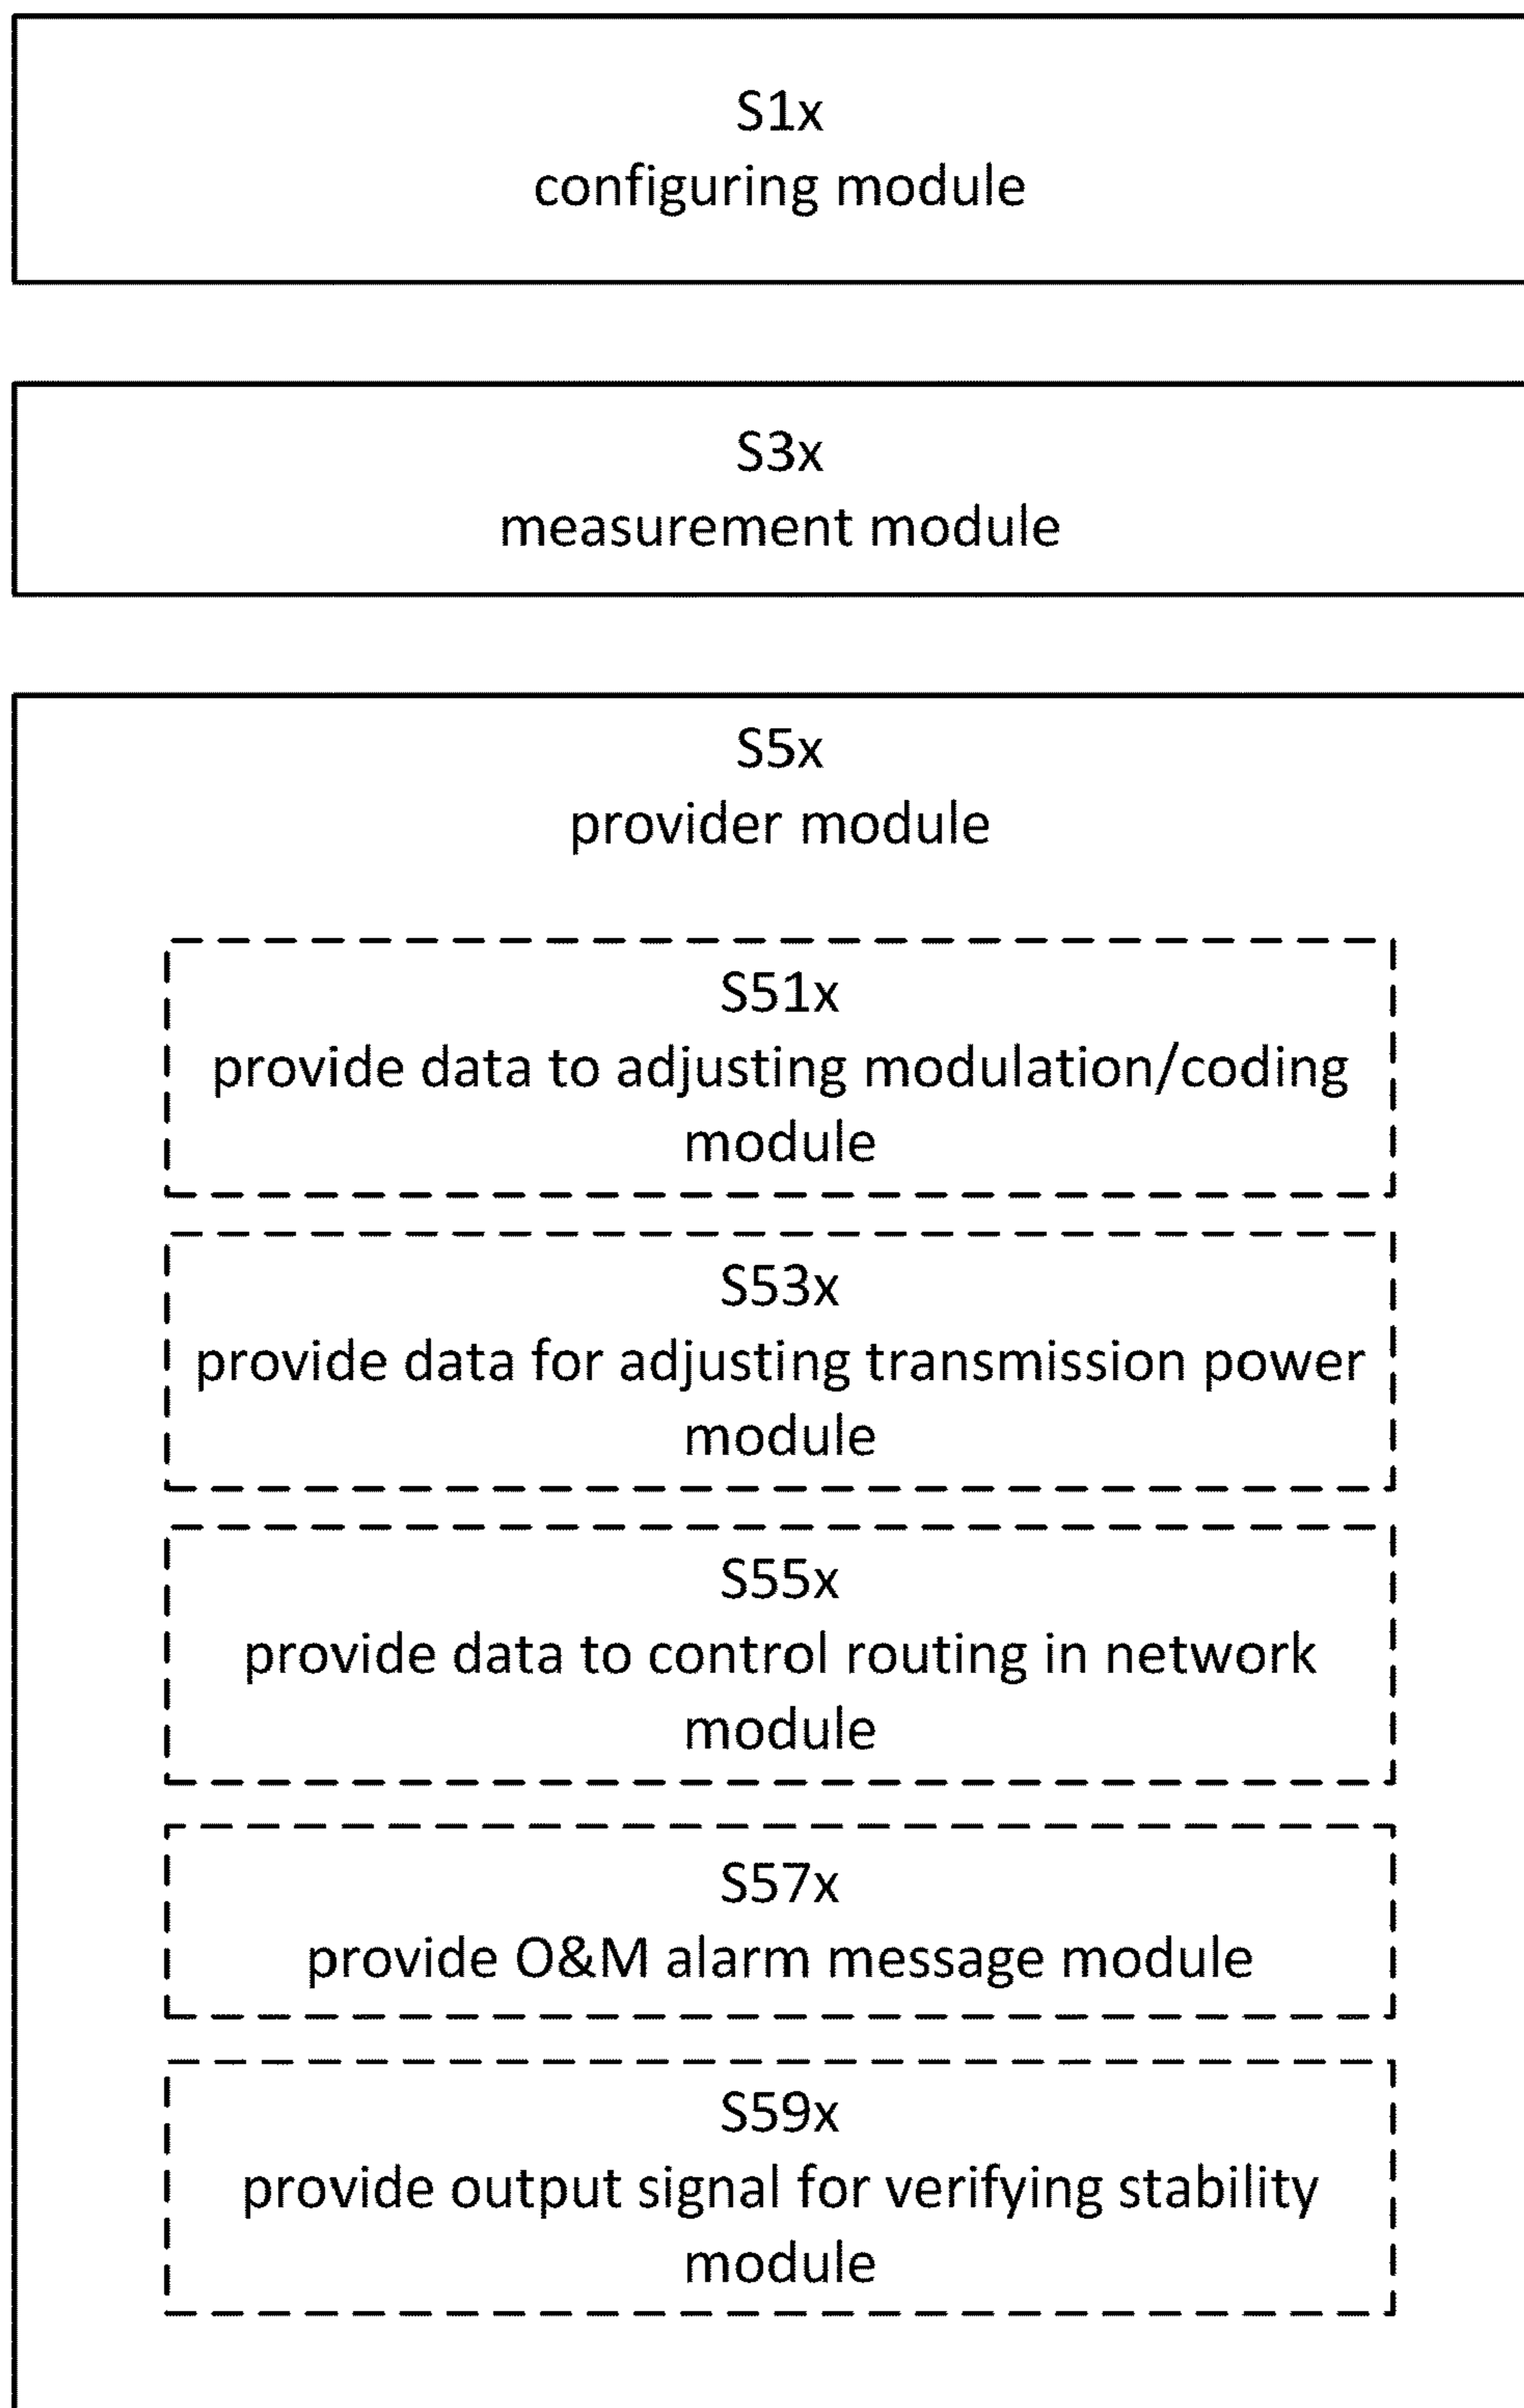 S1x
configuring module
S3x
measurement module
S5x
provider module
S51x
provide data to adjusting modulation/coding
module
S53x
provide data for adjusting transmission power
module
S55x
provide data to control routing in network
module
S57x
provide O&M alarm message module
S59x
provide output signal for verifying stability
module